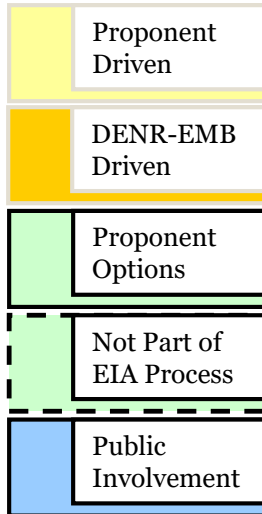 Proponent
Driven
DENR-EMB
Driven
Proponent
Options
Not Part of
EIA Process
Public
Involvement